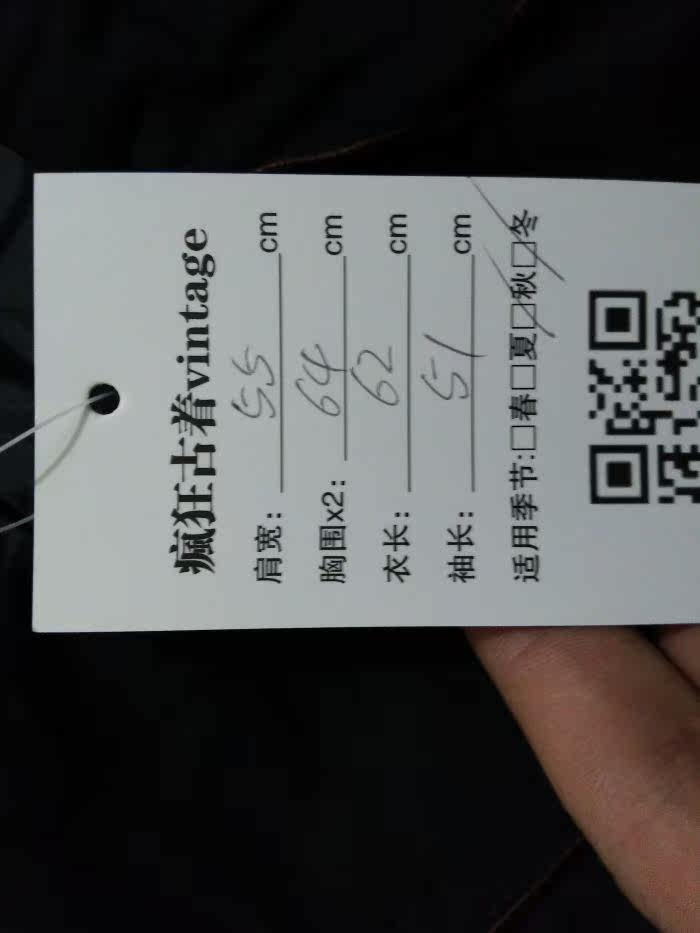 瘋狂古着vintage
肩宽：55cm
胸围x2：64cm
衣长：62cm
袖长：51cm
适用季节:□春□夏☑秋☑冬